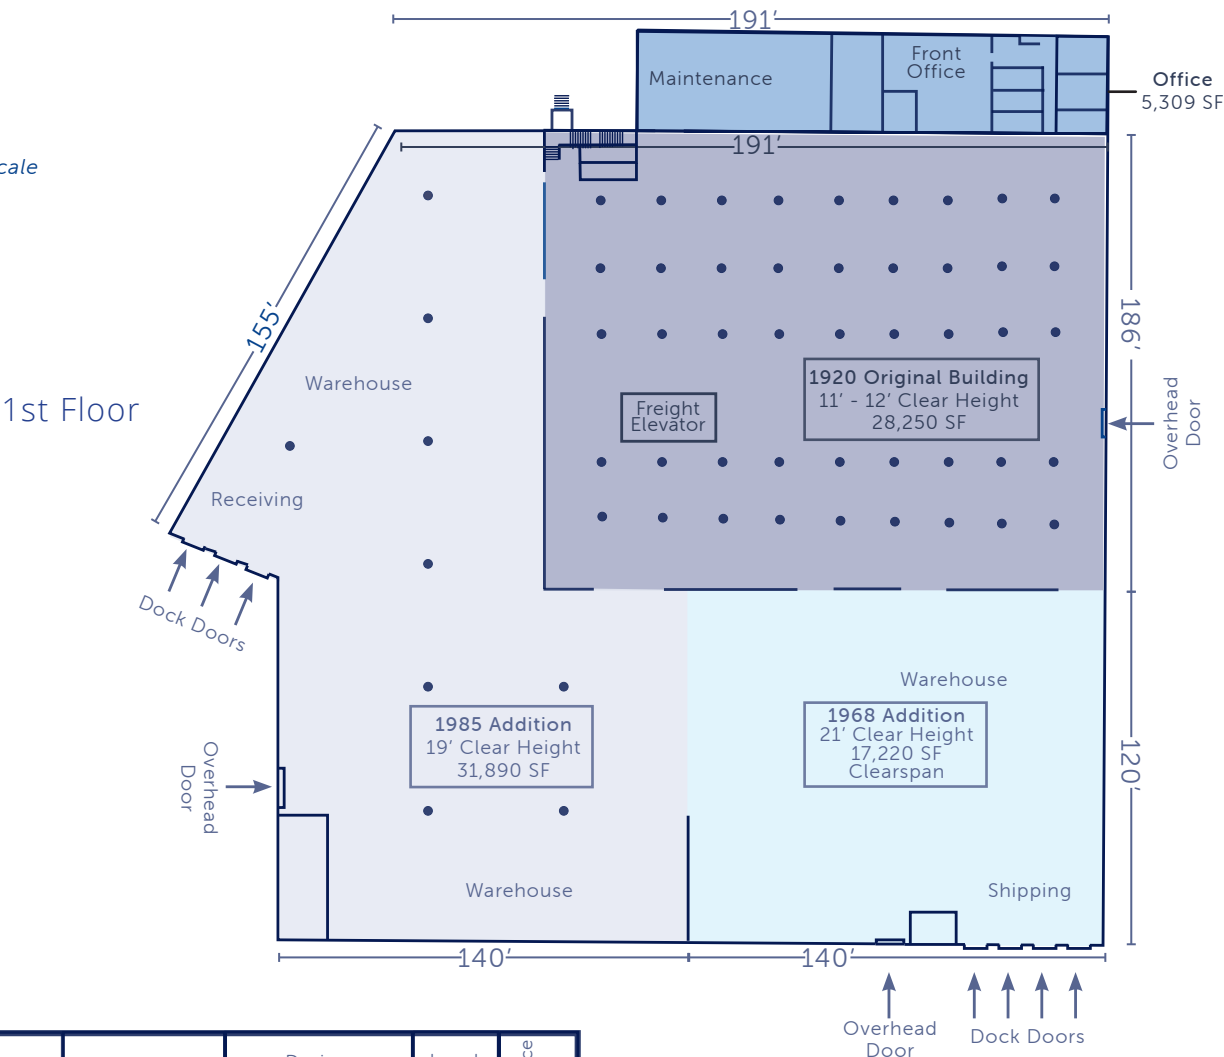 191’
Maintenance
Front
Office
Office
5,309 SF
191’
cale
155’
186’
Warehouse
1920 Original Building
11’ - 12’ Clear Height
28,250 SF
Freight
Elevator
1st Floor
Overhead
Door
Receiving
Dock Doors
Warehouse
1985 Addition
19’ Clear Height
31,890 SF
1968 Addition
21’ Clear Height
17,220 SF
Clearspan
120’
Overhead
Door
Warehouse
Shipping
140’
140’
Overhead
Door
Dock Doors